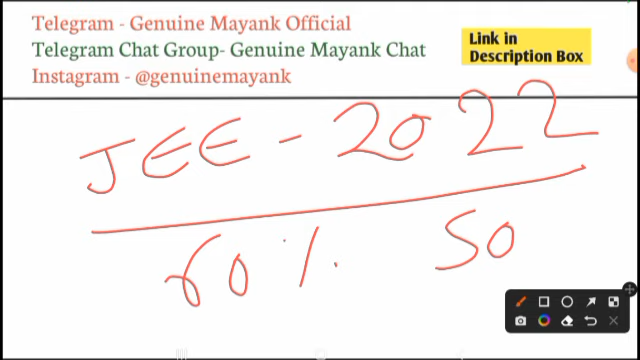 Telegram - Genuine Mayank Official
Telegram Chat Group- Genuine Mayank Chat
Instagram - @genuinemayank
Link in
Description Box
JEE - 2022
60% 50